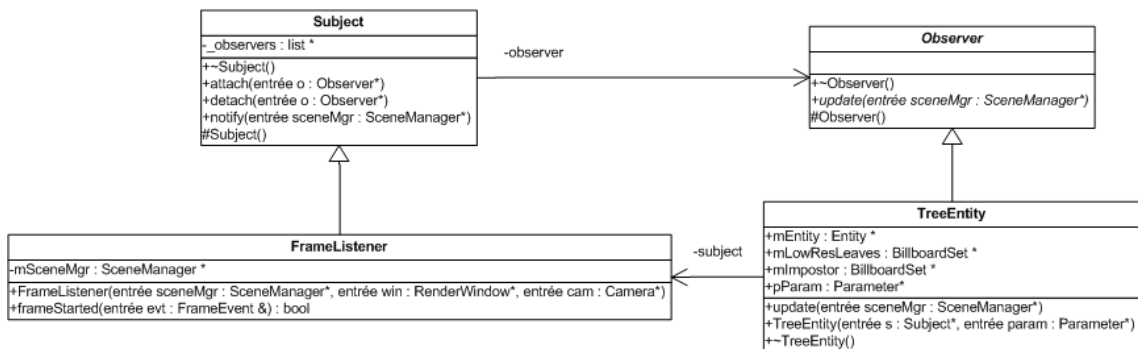 Subject
-_observers : list *
+~Subject()
+attach(entrée o : Observer*)
+detach(entrée o : Observer*)
+notify(entrée sceneMgr : SceneManager*)
#Subject()
-observer
Observer
+~Observer()
+update(entrée sceneMgr : SceneManager*)
#Observer()
FrameListener
-mSceneMgr : SceneManager *
+FrameListener(entrée sceneMgr : SceneManager*, entrée win : RenderWindow*, entrée cam : Camera*)
+frameStarted(entrée evt : FrameEvent &) : bool
-subject
TreeEntity
+mEntity : Entity *
+mLowResLeaves : BillboardSet *
+mImpostor : BillboardSet *
+pParam : Parameter*
+update(entrée sceneMgr : SceneManager*)
+TreeEntity(entrée s : Subject*, entrée param : Parameter*)
+~TreeEntity()